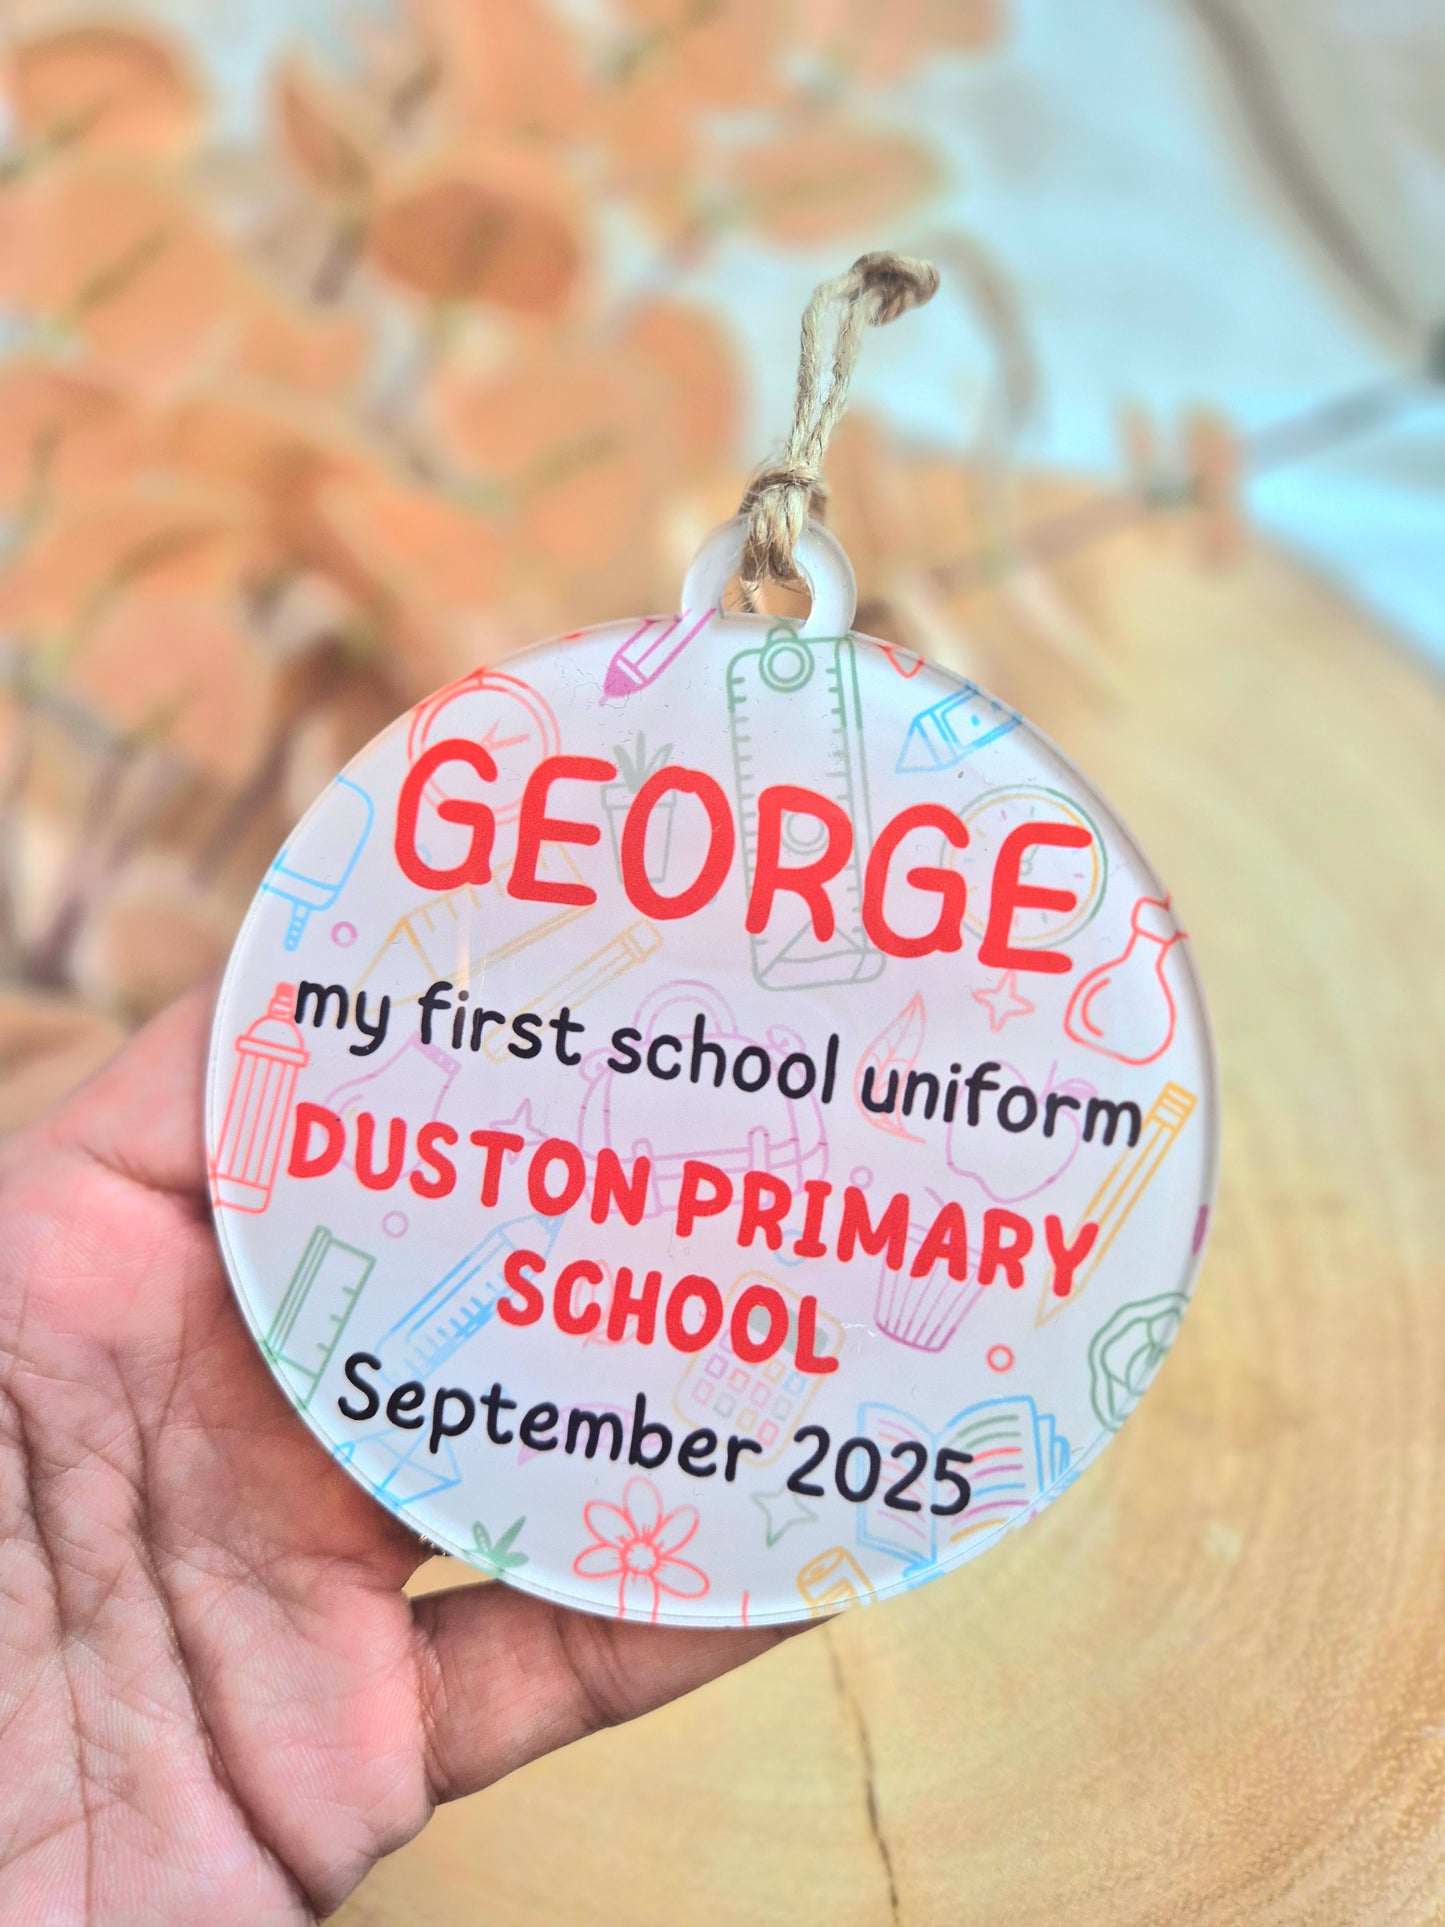 GEORGE
my first school uniform
DUSTON PRIMARY
SCHOOL
September 2025